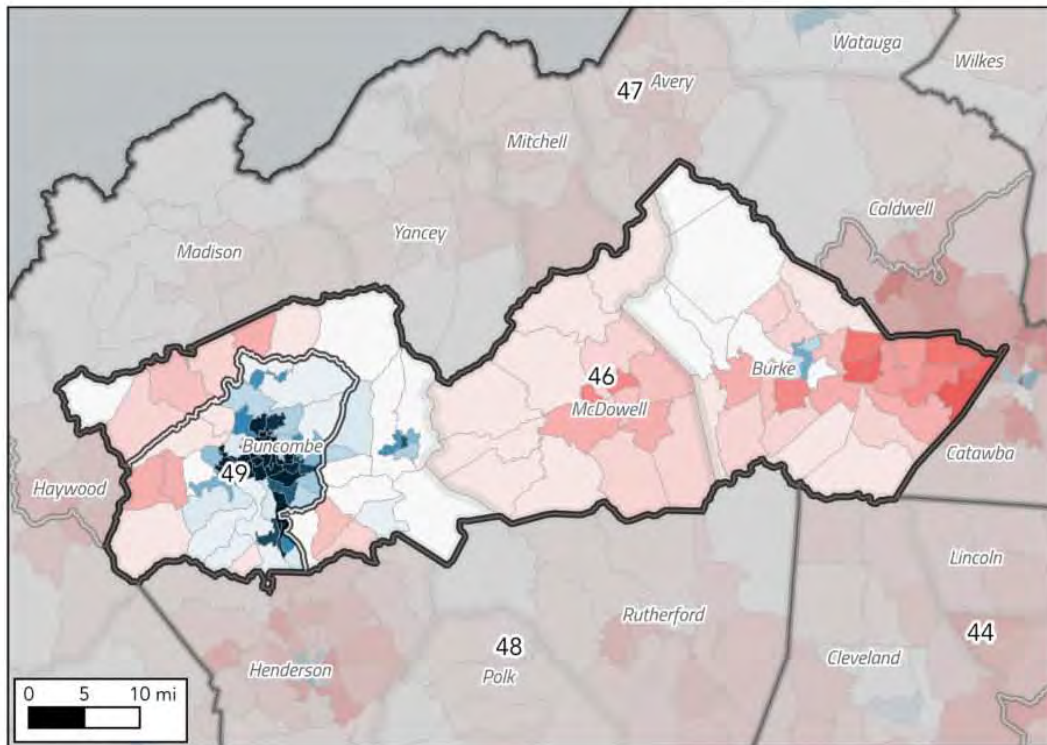 Watauga
Wilkes
47
Avery
Mitchell
Caldwell
Yancey
Madison
Burke
46
McDowell
Buncombe
49
Catawba
Haywood
Lincoln
Rutherford
44
48
Cleveland
Henderson
Polk
0 5 10 mi